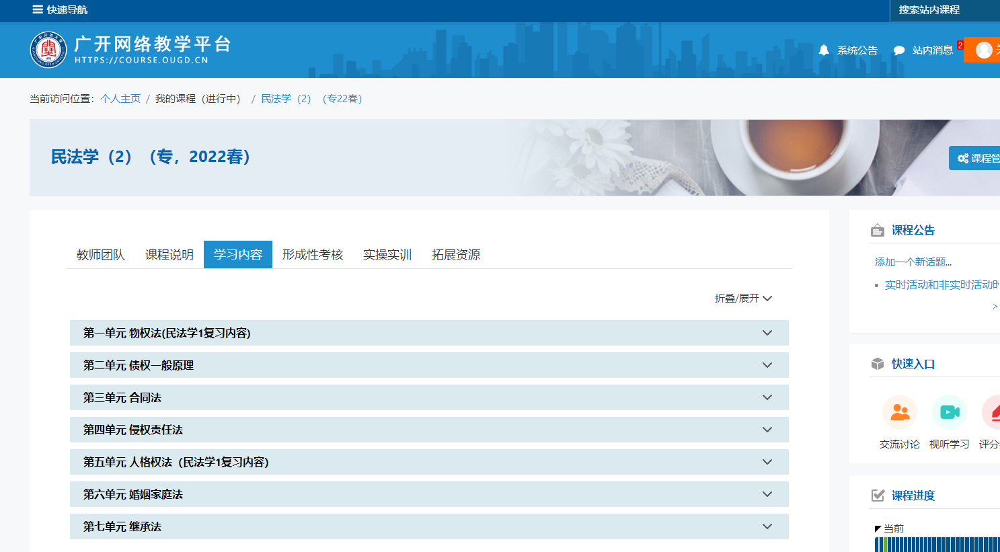 快速导航
搜索站内课程
广开网络教学平台
HTTPS://COURSE.OUGD.CN
系统公告
站内消息 2
当前访问位置：个人主页 / 我的课程（进行中） / 民法学（2）（专22春）
民法学（2）（专，2022春）
课程管
教师团队 课程说明 学习内容 形成性考核 实操实训 拓展资源
折叠/展开
第一单元 物权法(民法学1复习内容)
第二单元 债权一般原理
第三单元 合同法
第四单元 侵权责任法
第五单元 人格权法（民法学1复习内容）
第六单元 婚姻家庭法
第七单元 继承法
课程公告
添加一个新话题...
实时活动和非实时活动
>
快速入口
交流讨论 视听学习 评分
课程进度
当前